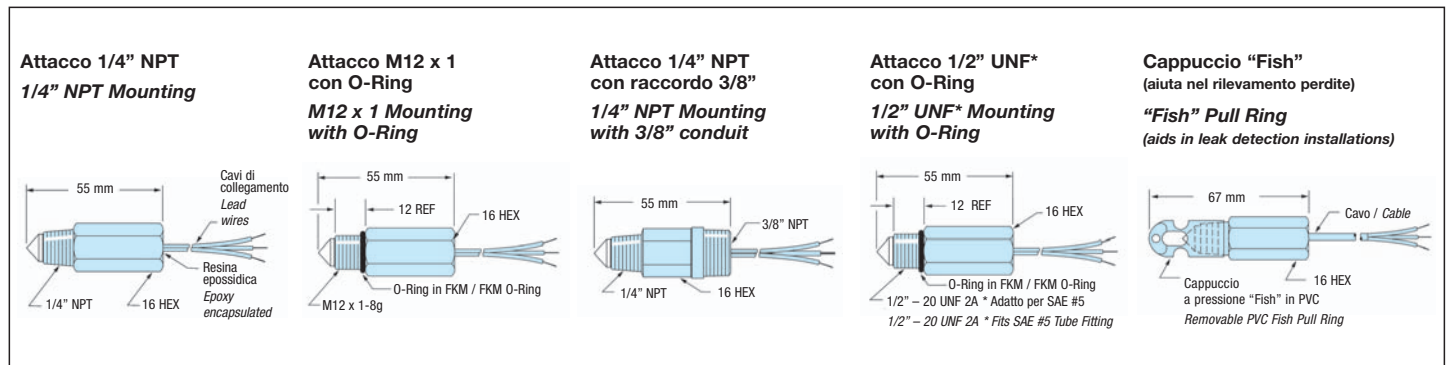 Attacco 1/4” NPT
1/4” NPT Mounting
55 mm
Cavi di
collegamento
Lead
wires
Resina
epossidica
Epoxy
encapsulated
1/4” NPT
16 HEX
Attacco M12 x 1
con O-Ring
M12 x 1 Mounting
with O-Ring
55 mm
12 REF
16 HEX
O-Ring in FKM / FKM O-Ring
M12 x 1-8g
Attacco 1/4” NPT
con raccordo 3/8”
1/4” NPT Mounting
with 3/8” conduit
55 mm
3/8” NPT
1/4” NPT
16 HEX
Attacco 1/2” UNF*
con O-Ring
1/2” UNF* Mounting
with O-Ring
55 mm
12 REF
16 HEX
O-Ring in FKM / FKM O-Ring
1/2” – 20 UNF 2A * Adatto per SAE #5
1/2” – 20 UNF 2A * Fits SAE #5 Tube Fitting
Cappuccio “Fish”
(aiuta nel rilevamento perdite)
“Fish” Pull Ring
(aids in leak detection installations)
67 mm
Cavo / Cable
Cappuccio
a pressione “Fish” in PVC
Removable PVC Fish Pull Ring
16 HEX